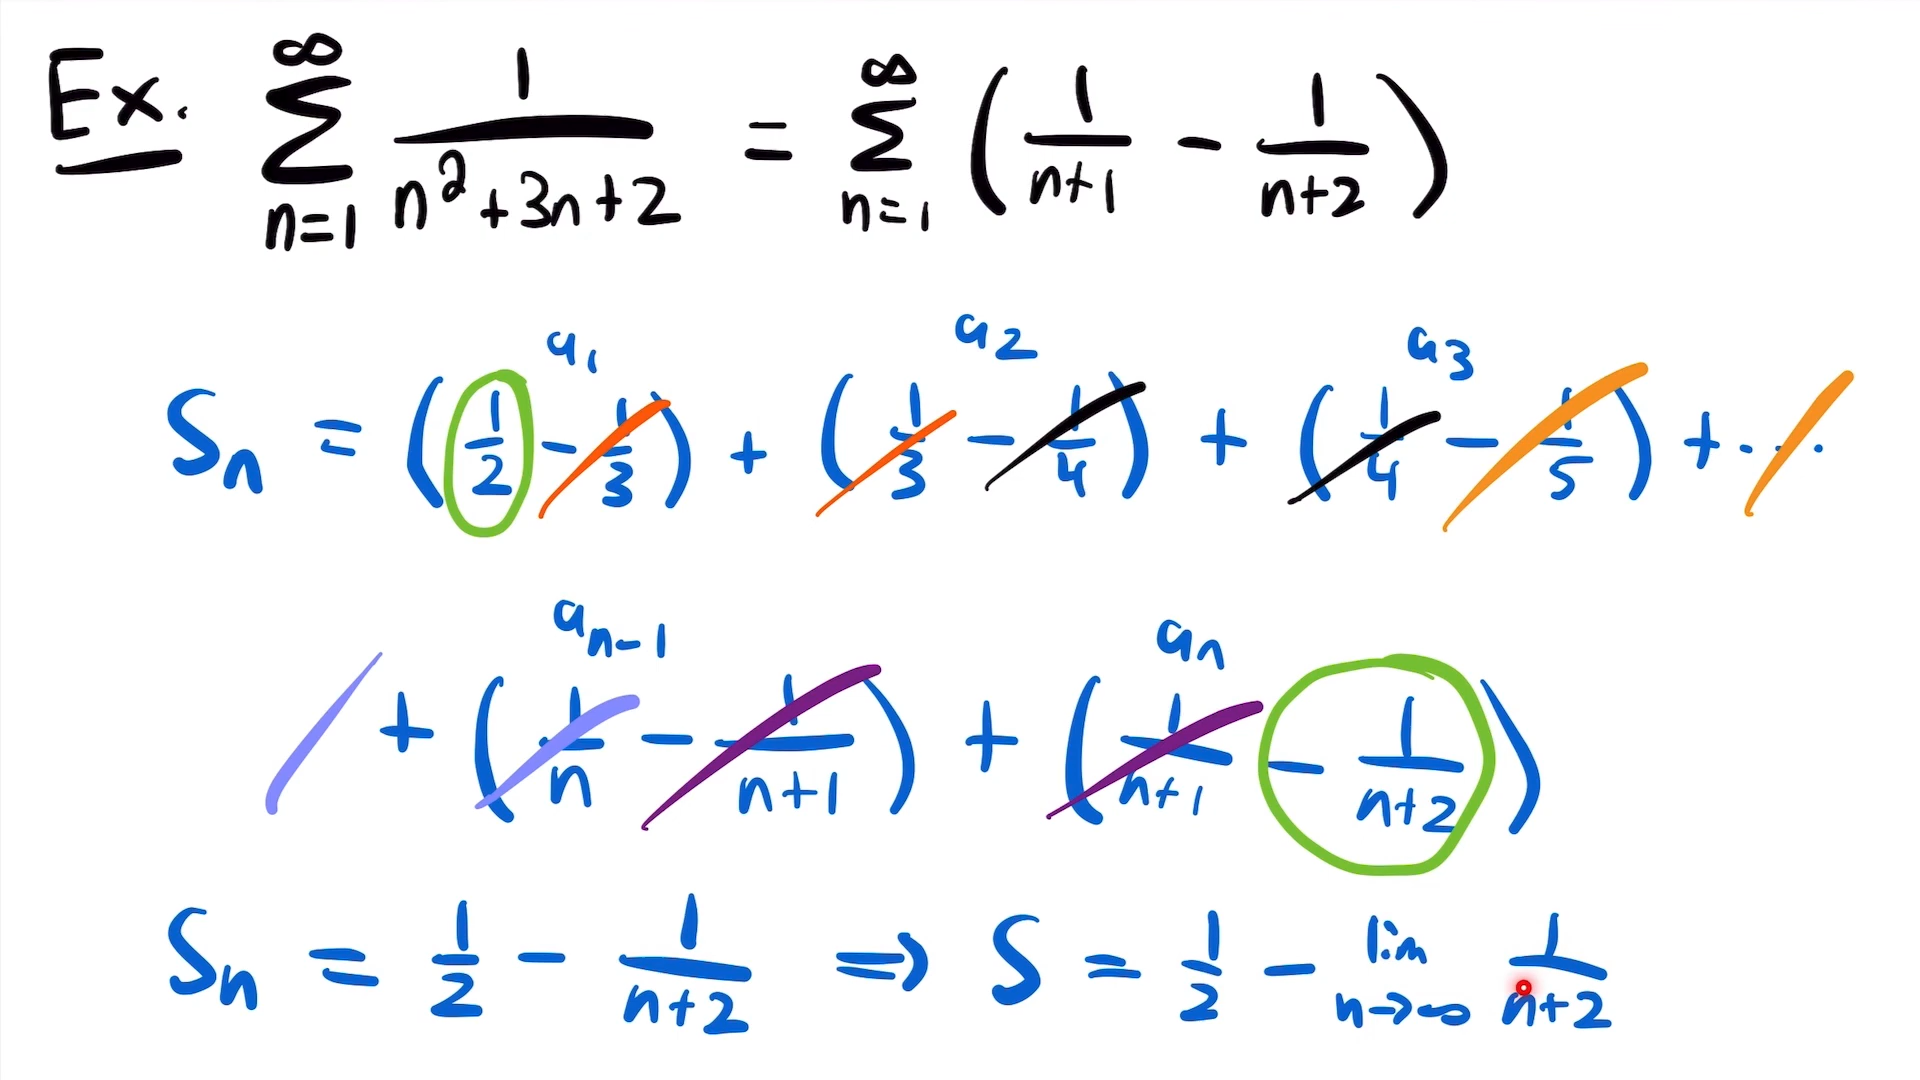 Ex. ∑_{n=1}^{∞} 1/(n²+3n+2) = ∑_{n=1}^{∞} (1/(n+1) − 1/(n+2))
a₁ a₂ a₃
Sₙ = (1/2 − 1/3) + (1/3 − 1/4) + (1/4 − 1/5) + ...
aₙ₋₁ aₙ
+ (1/n − 1/(n+1)) + (1/(n+1) − 1/(n+2))
Sₙ = 1/2 − 1/(n+2) ⇒ S = 1/2 − lim_{n→∞} 1/(n+2)